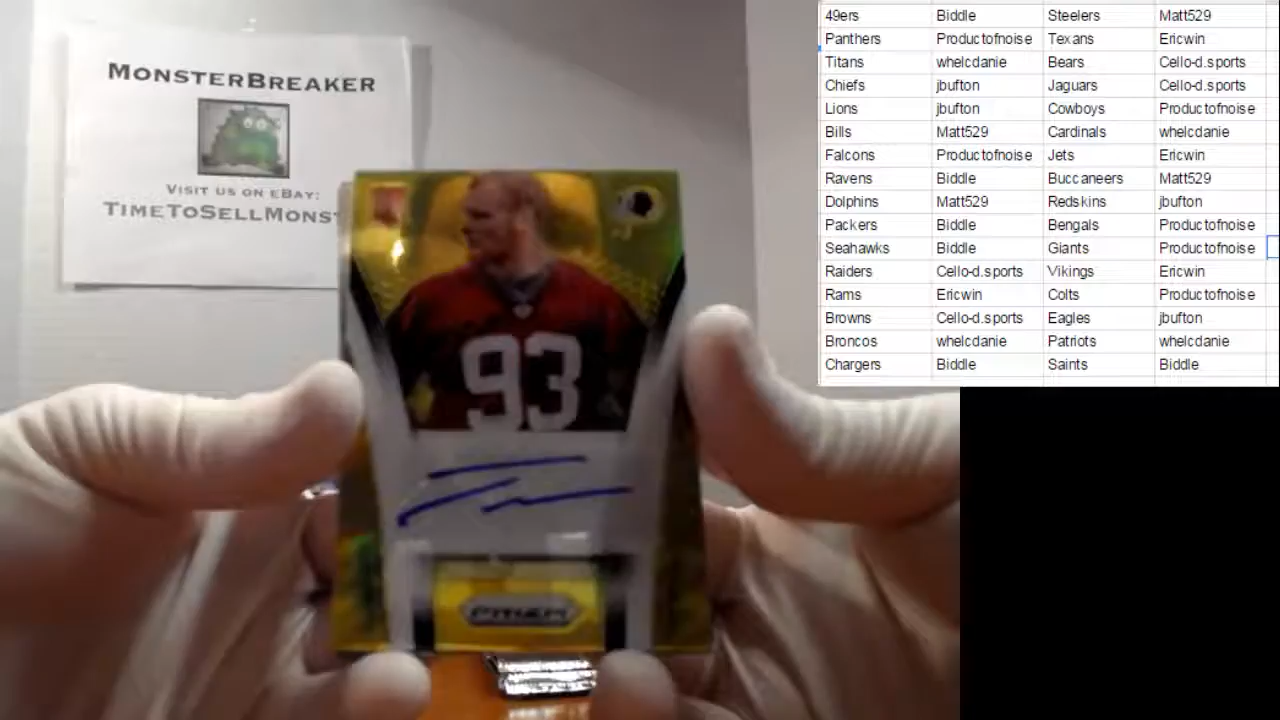 MONSTERBREAKER
VISIT US ON EBAY:
TIMETOSELLMONST
93
PRIZM
49ers Biddle Steelers Matt529
Panthers Productofnoise Texans Ericwin
Titans whelcdanie Bears Cello-d.sports
Chiefs jbufton Jaguars Cello-d.sports
Lions jbufton Cowboys Productofnoise
Bills Matt529 Cardinals whelcdanie
Falcons Productofnoise Jets Ericwin
Ravens Biddle Buccaneers Matt529
Dolphins Matt529 Redskins jbufton
Packers Biddle Bengals Productofnoise
Seahawks Biddle Giants Productofnoise
Raiders Cello-d.sports Vikings Ericwin
Rams Ericwin Colts Productofnoise
Browns Cello-d.sports Eagles jbufton
Broncos whelcdanie Patriots whelcdanie
Chargers Biddle Saints Biddle